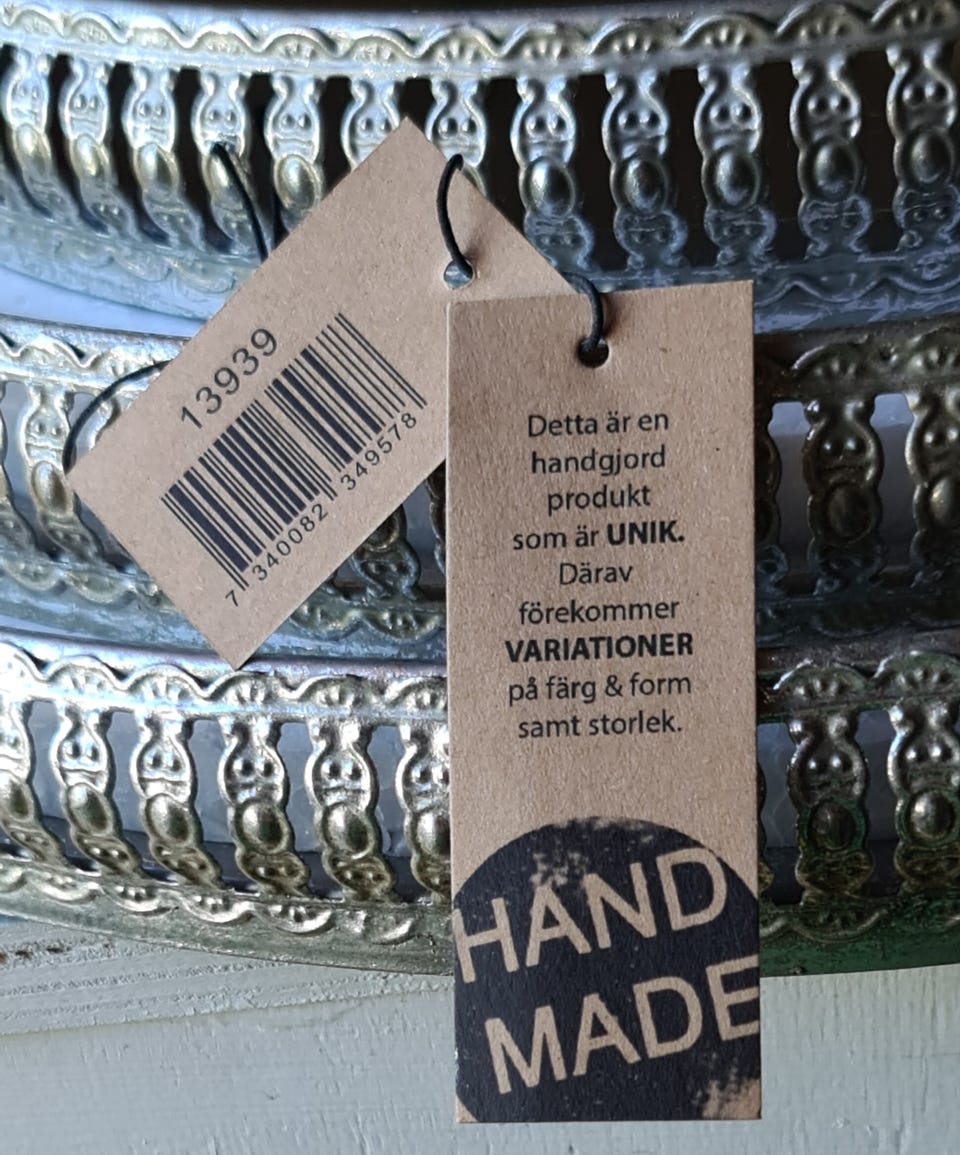 13939
7 340082 349578
Detta är en
handgjord
produkt
som är UNIK.
Därav
förekommer
VARIATIONER
på färg & form
samt storlek.
HAND
MADE